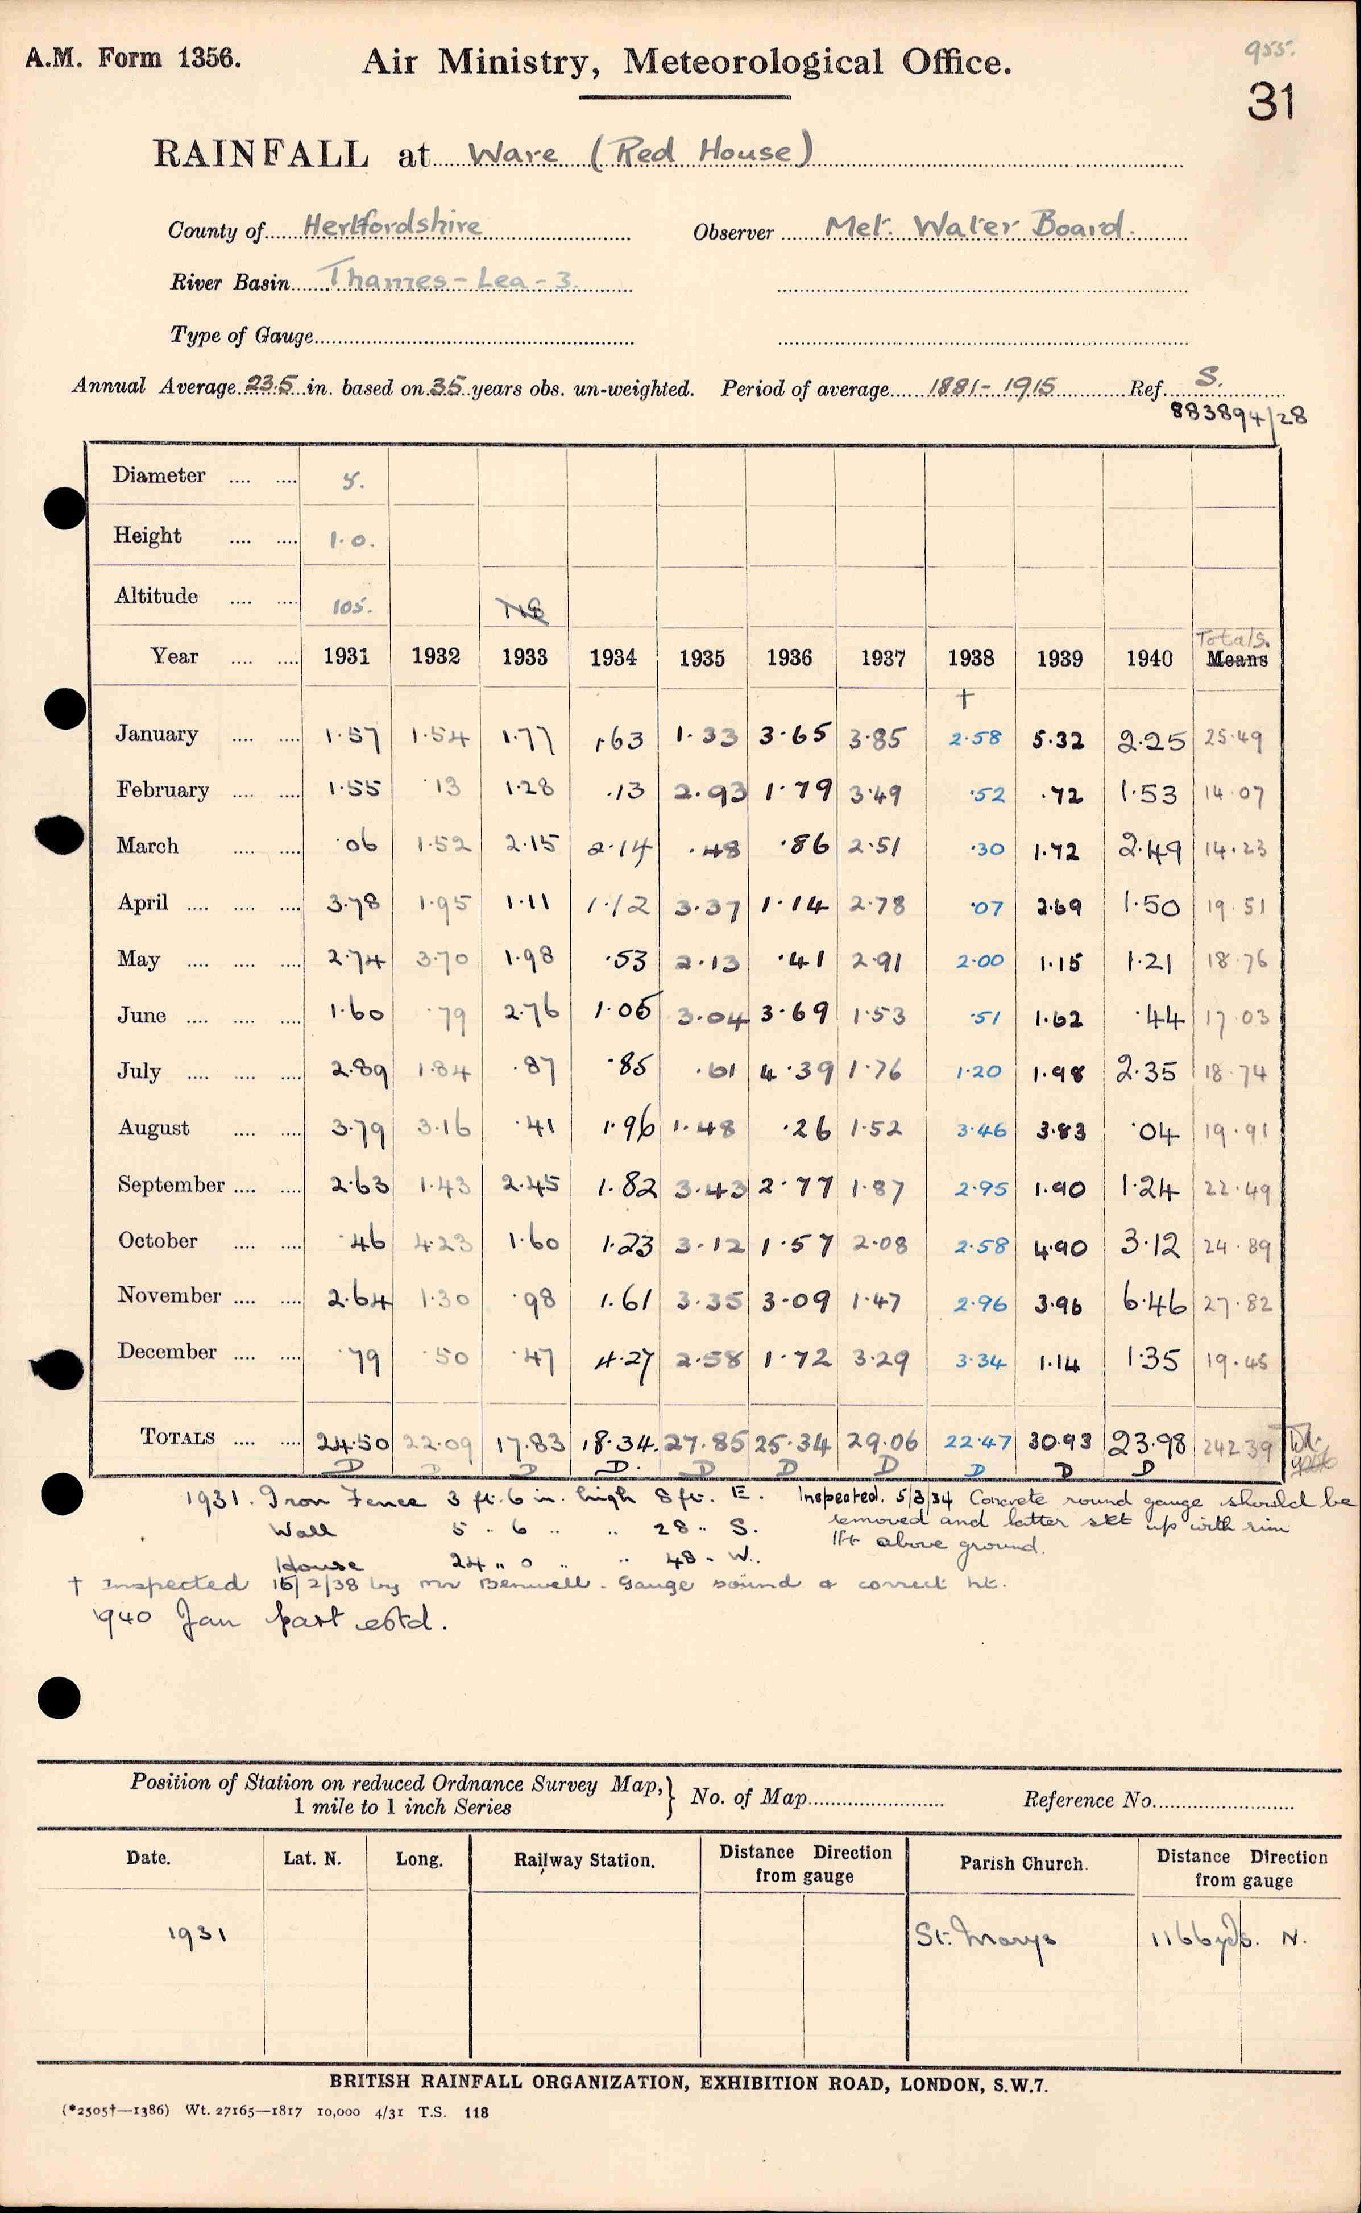 A.M. Form 1356.
Air Ministry, Meteorological Office.
955.
31
RAINFALL at Ware (Red House)
County of Hertfordshire Observer Met. Water Board.
River Basin Thames-Lea-3.
Type of Gauge
Annual Average 23.5 in. based on 35 years obs. un-weighted. Period of average 1881-1915 Ref. S.
883894/28
Diameter 5.
Height 1.0.
Altitude 105.
Totals.
Year 1931 1932 1933 1934 1935 1936 1937 1938 1939 1940 Means
†
January 1.57 1.54 1.77 1.63 1.33 3.65 3.85 2.58 5.32 2.25 25.49
February 1.55 .13 1.28 .13 2.93 1.79 3.49 .52 .72 1.53 14.07
March .06 1.52 2.15 2.14 .48 .86 2.51 .30 1.72 2.49 14.23
April 3.78 1.95 1.11 1.12 3.37 1.14 2.78 .07 2.69 1.50 19.51
May 2.74 3.70 1.98 .53 2.13 .41 2.91 2.00 1.15 1.21 18.76
June 1.60 .79 2.76 1.05 3.04 3.69 1.53 .51 1.62 .44 17.03
July 2.89 1.84 .87 .85 .61 4.39 1.76 1.20 1.98 2.35 18.74
August 3.79 3.16 .41 1.96 1.48 .26 1.52 3.46 3.83 .04 19.91
September 2.63 1.43 2.45 1.82 3.43 2.77 1.87 2.95 1.90 1.24 22.49
October .46 4.23 1.60 1.23 3.12 1.57 2.08 2.58 4.90 3.12 24.89
November 2.64 1.30 .98 1.61 3.35 3.09 1.47 2.96 3.96 6.46 27.82
December .79 .50 .47 4.27 2.58 1.72 3.29 3.34 1.14 1.35 19.45
TOTALS 24.50 22.09 17.83 18.34. 27.85 25.34 29.06 22.47 30.93 23.98 242.39
D D D D. D D D D D D
1931. Iron Fence 3 ft. 6 in. high 8 ft. E. Inspected. 5/3/34 Concrete round gauge should be
Wall 5 " 6 " " 28 " S. removed and latter set up with rim
1ft above ground.
House 24 " 0 " " 48 " W.
† Inspected 15/2/38 by Mr Benwell. Gauge sound & correct ht.
1940 Jan part estd.
Position of Station on reduced Ordnance Survey Map,} No. of Map Reference No.
1 mile to 1 inch Series
Date. Lat. N. Long. Railway Station. Distance Direction from gauge Parish Church. Distance Direction from gauge
1931 St. Marys 1166yds. N.
BRITISH RAINFALL ORGANIZATION, EXHIBITION ROAD, LONDON, S.W.7.
(*2505†—1386) Wt. 27165—1817 10,000 4/31 T.S. 118